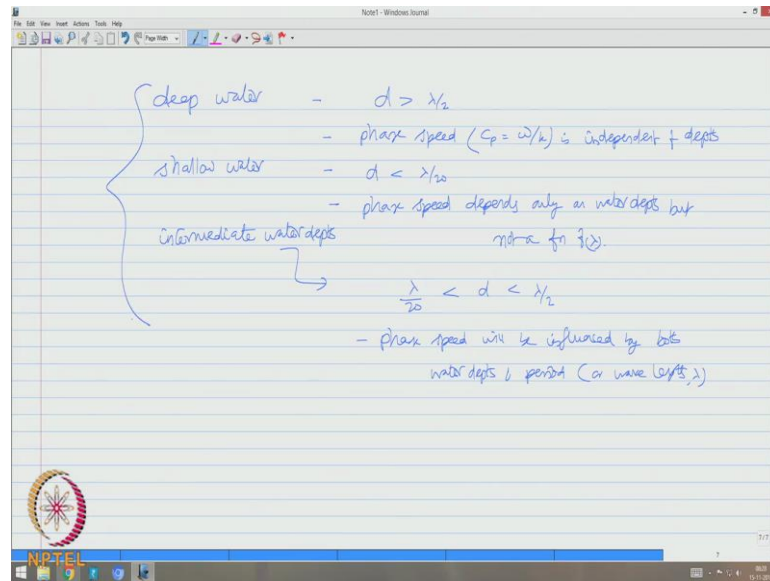 Note1 - Windows Journal
File Edit View Insert Actions Tools Help
Page Width
deep water - d > λ/2
- phase speed (Cp = ω/k) is independent of depth
shallow water - d < λ/20
- phase speed depends only on water depth but
not a fn f(λ).
intermediate water depth
λ/20 < d < λ/2
- phase speed will be influenced by both
water depth & period (or wave length, λ)
7/7
NPTEL